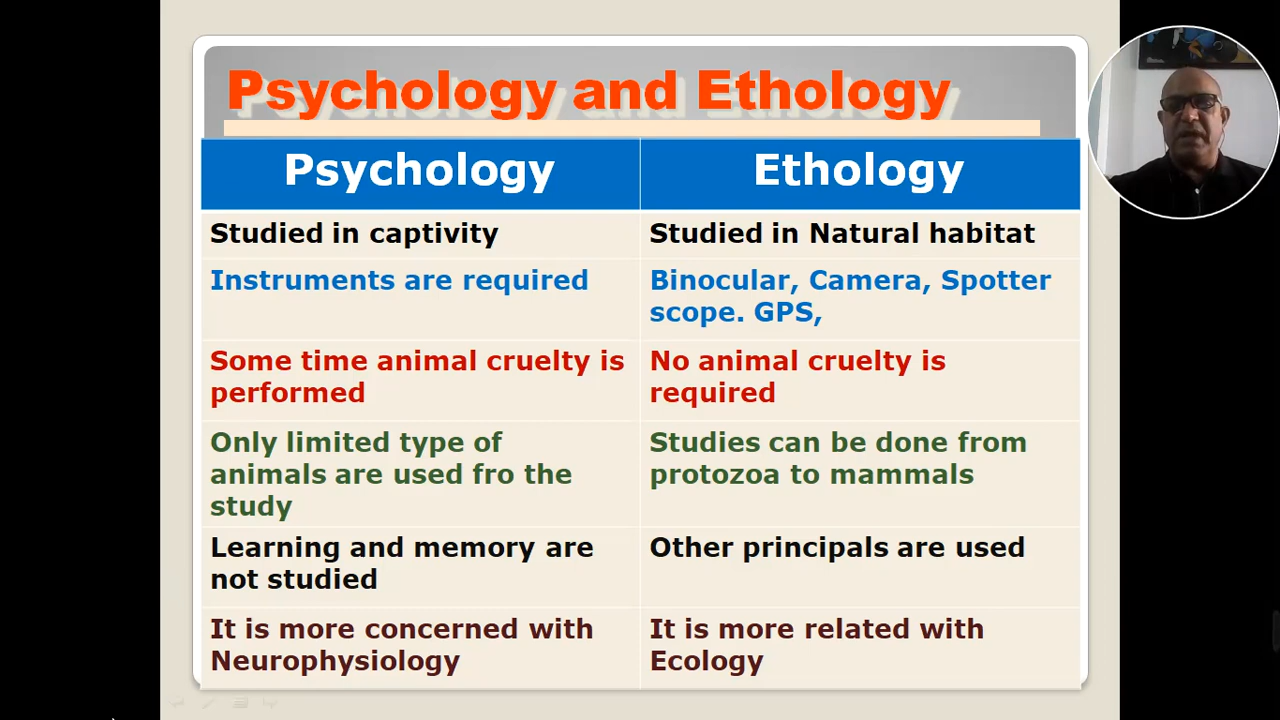 Psychology and Ethology
Psychology
Ethology
Studied in captivity
Studied in Natural habitat
Instruments are required
Binocular, Camera, Spotter
scope. GPS,
Some time animal cruelty is
performed
No animal cruelty is
required
Only limited type of
animals are used fro the
study
Studies can be done from
protozoa to mammals
Learning and memory are
not studied
Other principals are used
It is more concerned with
Neurophysiology
It is more related with
Ecology